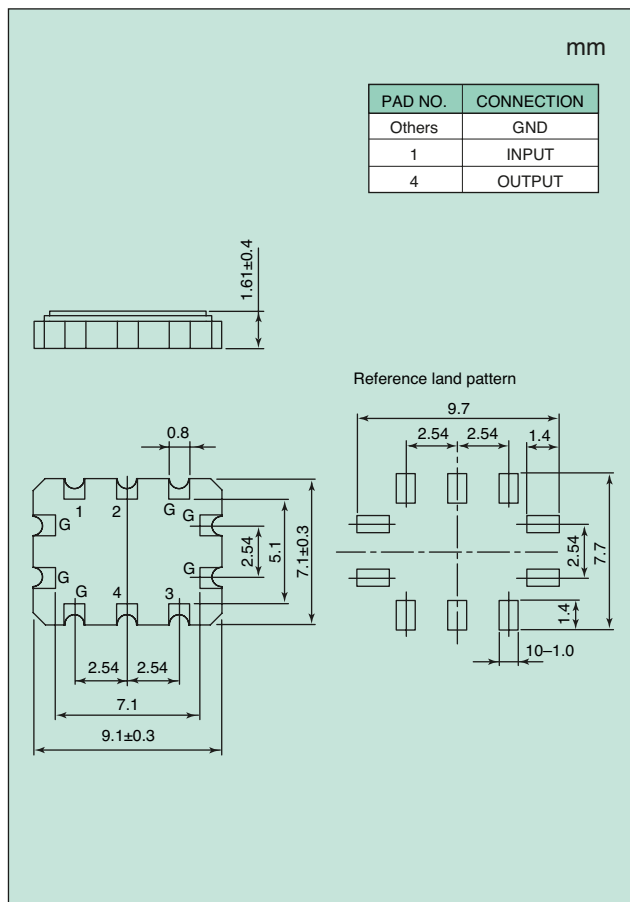 mm
PAD NO. CONNECTION
Others GND
1 INPUT
4 OUTPUT
1.61±0.4
Reference land pattern
9.7
2.54 2.54 1.4
0.8
1 2 G
G G
G G
G 4 3
2.54
5.1
7.1±0.3
2.54
7.7
1.4
10–1.0
2.54 2.54
7.1
9.1±0.3